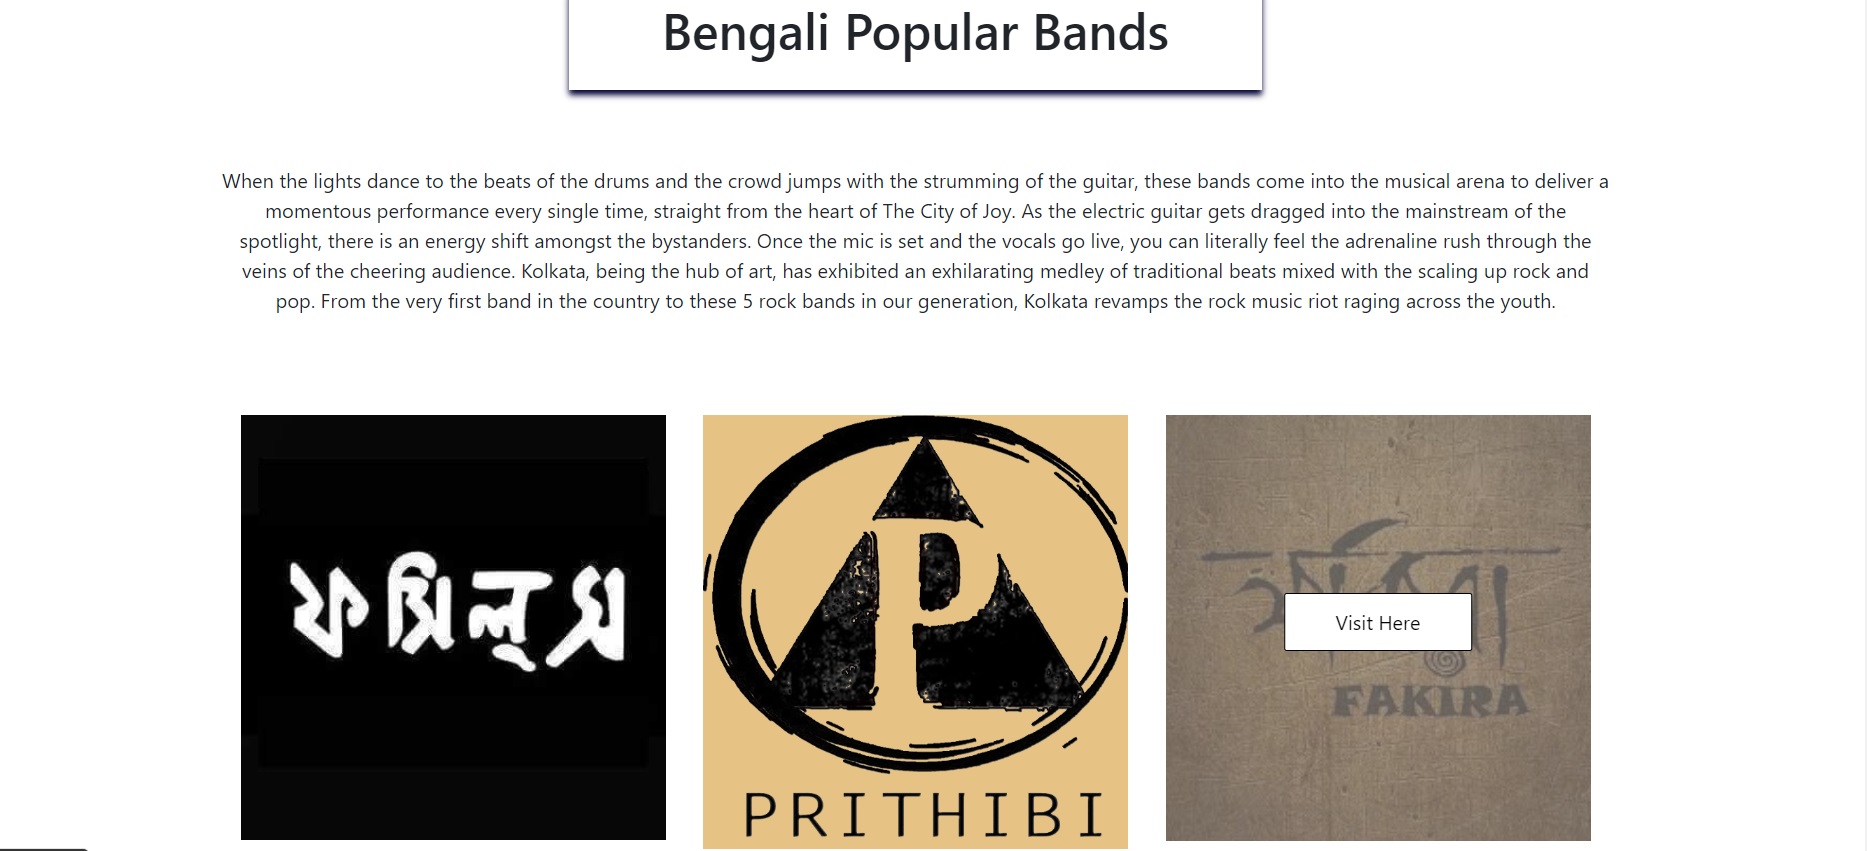 Bengali Popular Bands
When the lights dance to the beats of the drums and the crowd jumps with the strumming of the guitar, these bands come into the musical arena to deliver a
momentous performance every single time, straight from the heart of The City of Joy. As the electric guitar gets dragged into the mainstream of the
spotlight, there is an energy shift amongst the bystanders. Once the mic is set and the vocals go live, you can literally feel the adrenaline rush through the
veins of the cheering audience. Kolkata, being the hub of art, has exhibited an exhilarating medley of traditional beats mixed with the scaling up rock and
pop. From the very first band in the country to these 5 rock bands in our generation, Kolkata revamps the rock music riot raging across the youth.
ফসিল্স
P
PRITHIBI
Visit Here
FAKIRA